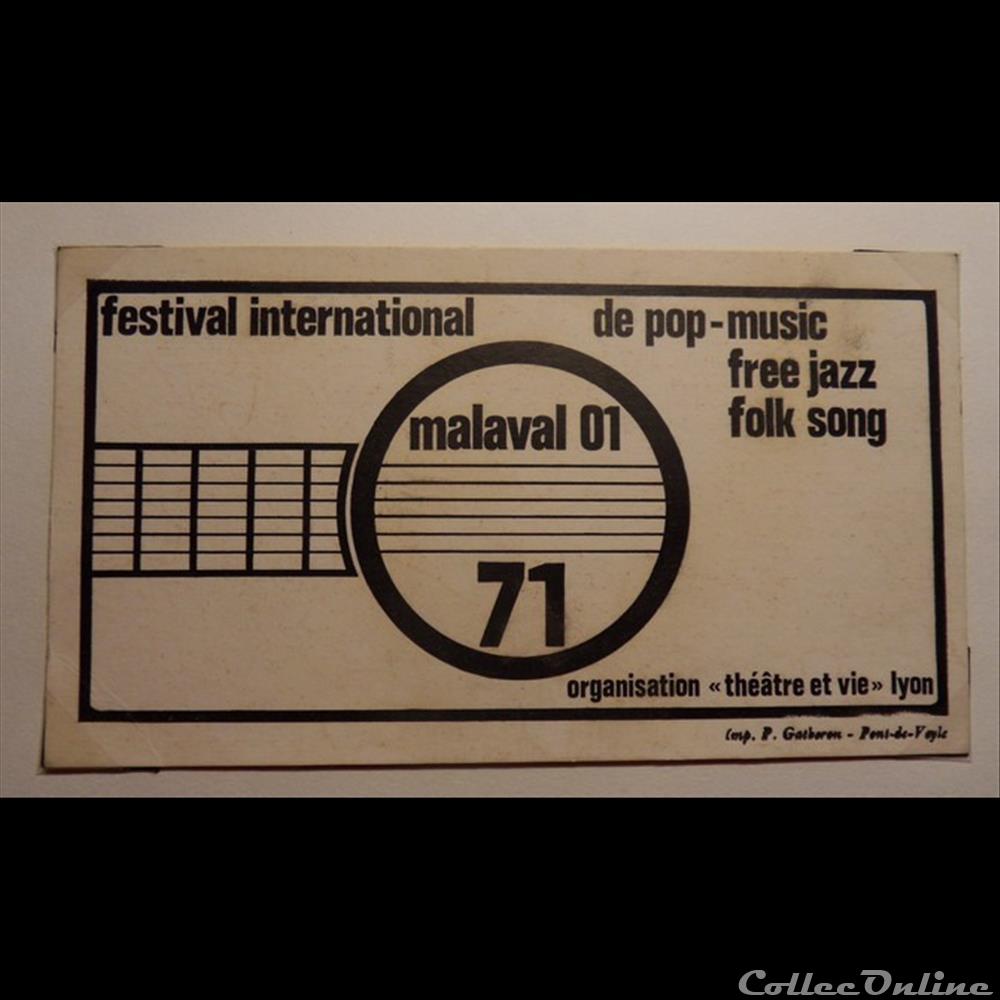 festival international de pop-music
free jazz
folk song
malaval 01
71
organisation «théâtre et vie» lyon
Imp. P. Gatheron - Pont-de-Veyle
CollecOnline